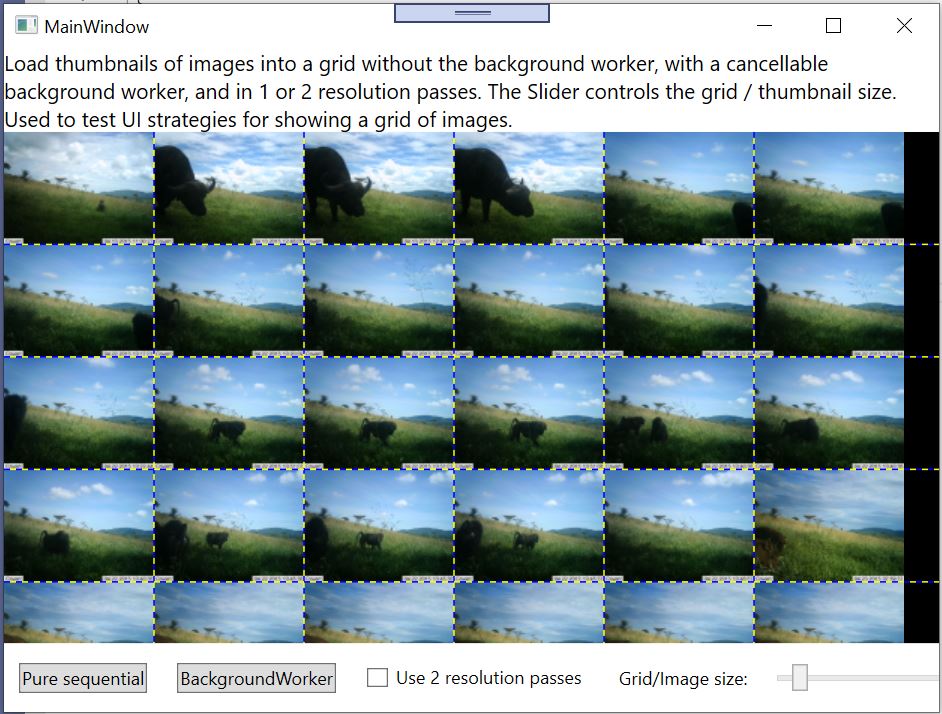 MainWindow
Load thumbnails of images into a grid without the background worker, with a cancellable
background worker, and in 1 or 2 resolution passes. The Slider controls the grid / thumbnail size.
Used to test UI strategies for showing a grid of images.
Pure sequential BackgroundWorker Use 2 resolution passes Grid/Image size: